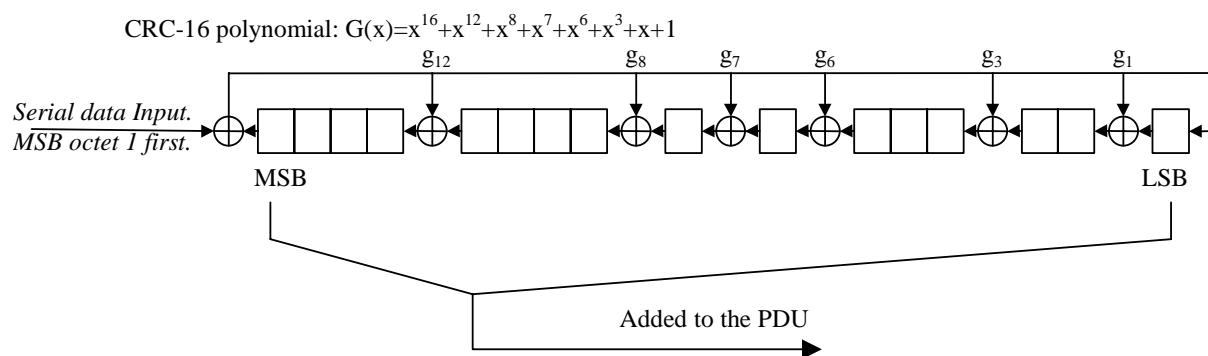 CRC-16 polynomial: G(x)=x¹⁶+x¹²+x⁸+x⁷+x⁶+x³+x+1
g₁₂ g₈ g₇ g₆ g₃ g₁
Serial data Input.
MSB octet 1 first.
MSB LSB
Added to the PDU